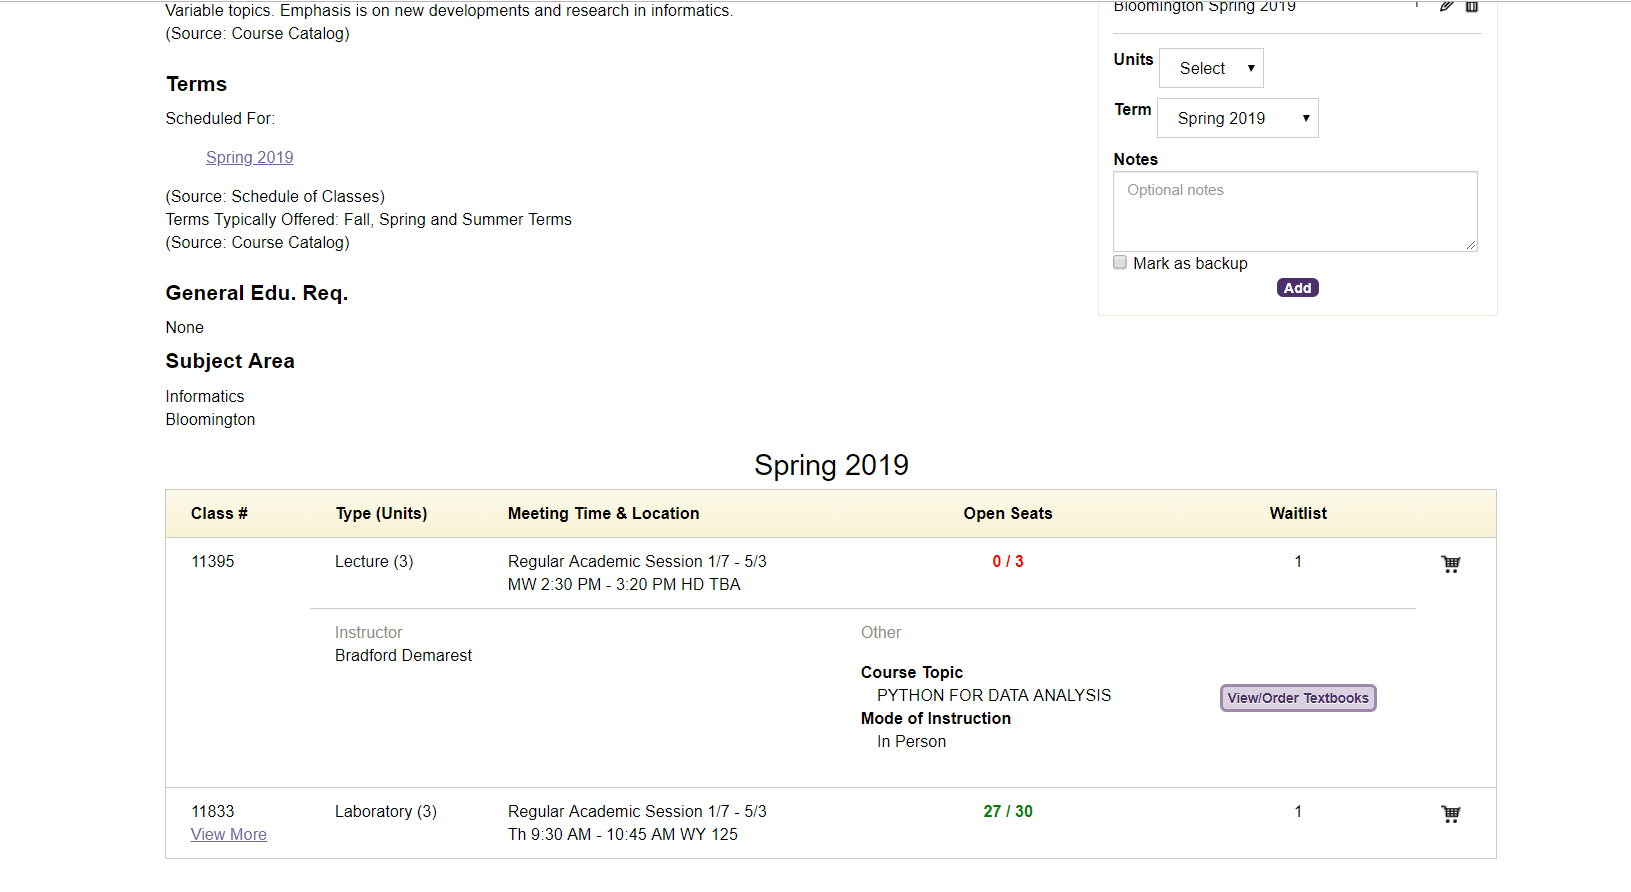 Variable topics. Emphasis is on new developments and research in informatics.
(Source: Course Catalog)
Terms
Scheduled For:
Spring 2019
(Source: Schedule of Classes)
Terms Typically Offered: Fall, Spring and Summer Terms
(Source: Course Catalog)
General Edu. Req.
None
Subject Area
Informatics
Bloomington
Bloomington Spring 2019 1
Units Select
Term Spring 2019
Notes
Optional notes
Mark as backup
Add
Spring 2019
Class # Type (Units) Meeting Time & Location Open Seats Waitlist
11395 Lecture (3) Regular Academic Session 1/7 - 5/3 0 / 3 1
MW 2:30 PM - 3:20 PM HD TBA
Instructor
Bradford Demarest
Other
Course Topic
PYTHON FOR DATA ANALYSIS
Mode of Instruction
In Person
View/Order Textbooks
11833 Laboratory (3) Regular Academic Session 1/7 - 5/3 27 / 30 1
View More Th 9:30 AM - 10:45 AM WY 125